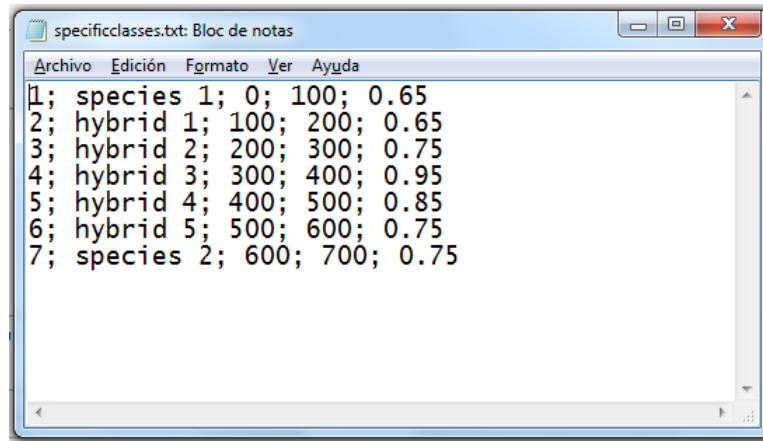 specificclasses.txt: Bloc de notas
Archivo Edición Formato Ver Ayuda
1; species 1; 0; 100; 0.65
2; hybrid 1; 100; 200; 0.65
3; hybrid 2; 200; 300; 0.75
4; hybrid 3; 300; 400; 0.95
5; hybrid 4; 400; 500; 0.85
6; hybrid 5; 500; 600; 0.75
7; species 2; 600; 700; 0.75